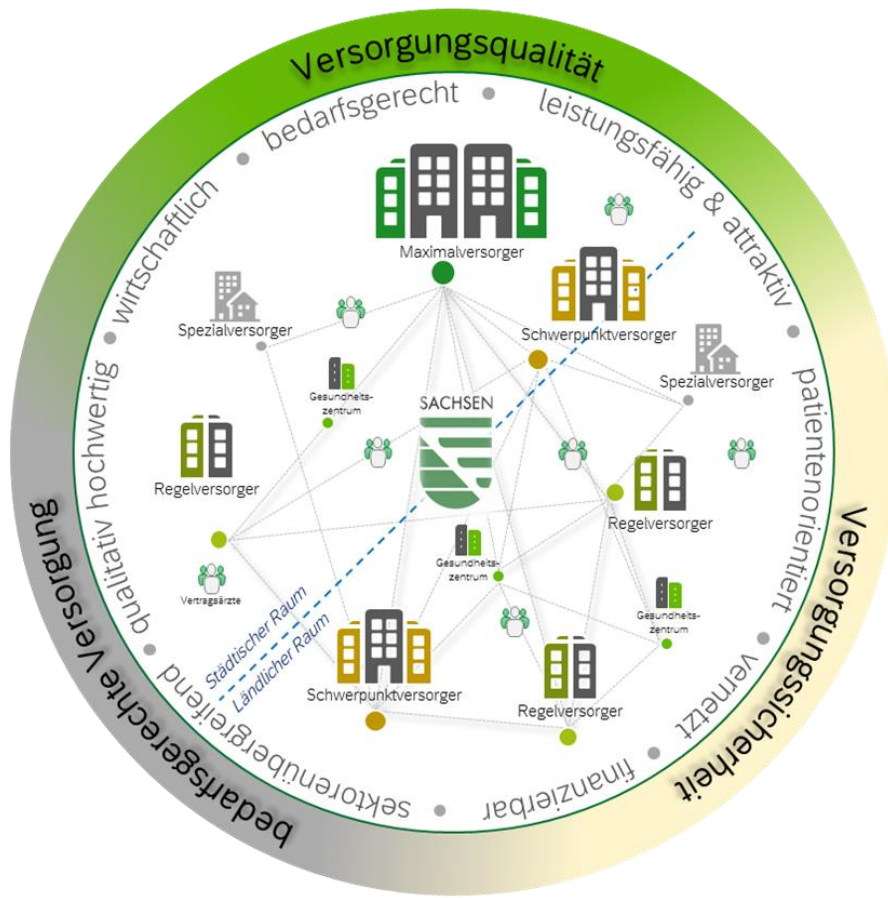 Versorgungsqualität
bedarfsgerecht
leistungsfähig & attraktiv
wirtschaftlich
Maximalversorger
Spezialversorger
Schwerpunktversorger
Spezialversorger
Gesundheits-
zentrum
SACHSEN
patientenorientiert
qualitativ hochwertig
Regelversorger
Regelversorger
Gesundheits-
zentrum
Vertragsärzte
Gesundheits-
zentrum
Städtischer Raum
Ländlicher Raum
Schwerpunktversorger
Regelversorger
vernetzt
sektorenübergreifend
finanzierbar
Versorgungssicherheit
bedarfsgerechte Versorgung